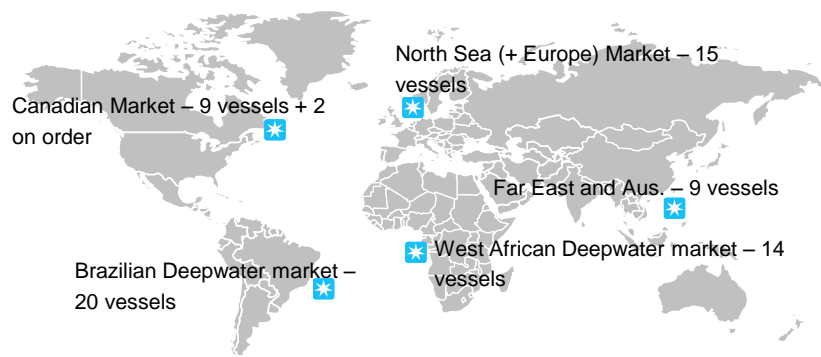 North Sea (+ Europe) Market – 15
vessels
Canadian Market – 9 vessels + 2
on order
Far East and Aus. – 9 vessels
West African Deepwater market – 14
vessels
Brazilian Deepwater market –
20 vessels